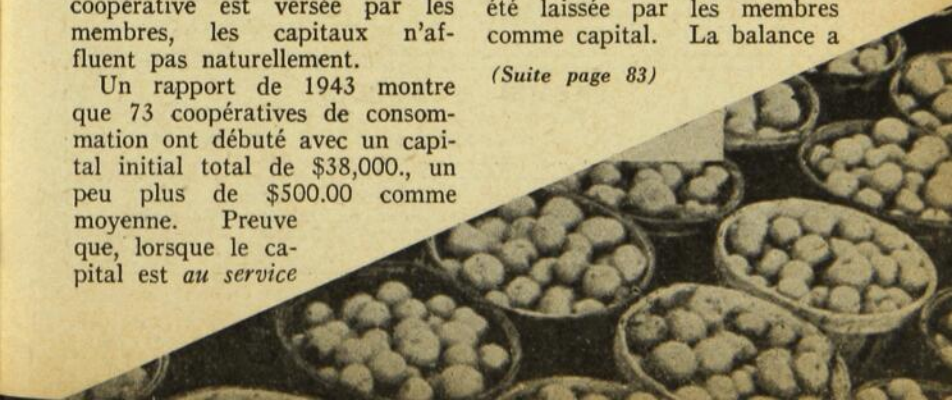 coopérative est versée par les
membres, les capitaux n'af-
fluent pas naturellement.
Un rapport de 1943 montre
que 73 coopératives de consom-
mation ont débuté avec un capi-
tal initial total de $38,000., un
peu plus de $500.00 comme
moyenne. Preuve
que, lorsque le ca-
pital est au service
été laissée par les membres
comme capital. La balance a
(Suite page 83)